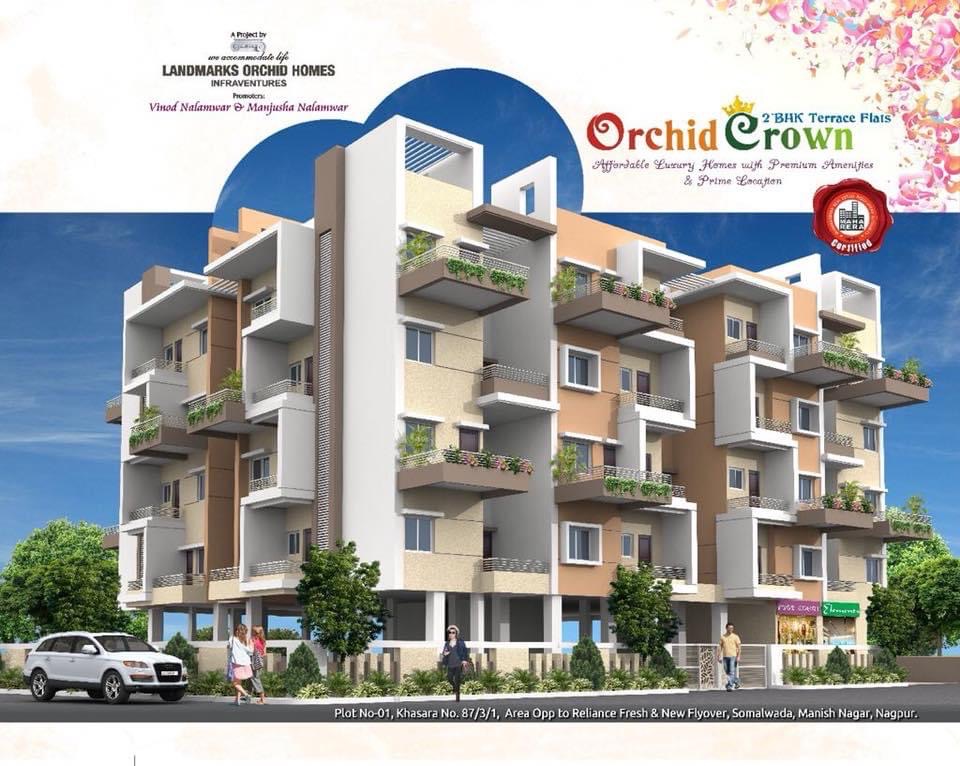 A Project by
we accommodate life
LANDMARKS ORCHID HOMES
INFRAVENTURES
Promoters:
Vinod Nalamwar & Manjusha Nalamwar
2 BHK Terrace Flats
Orchid Crown
Affordable Luxury Homes with Premium Amenities
& Prime Location
MAHA
RERA
Certified
Elements
Plot No-01, Khasara No. 87/3/1, Area Opp to Reliance Fresh & New Flyover, Somalwada, Manish Nagar, Nagpur.